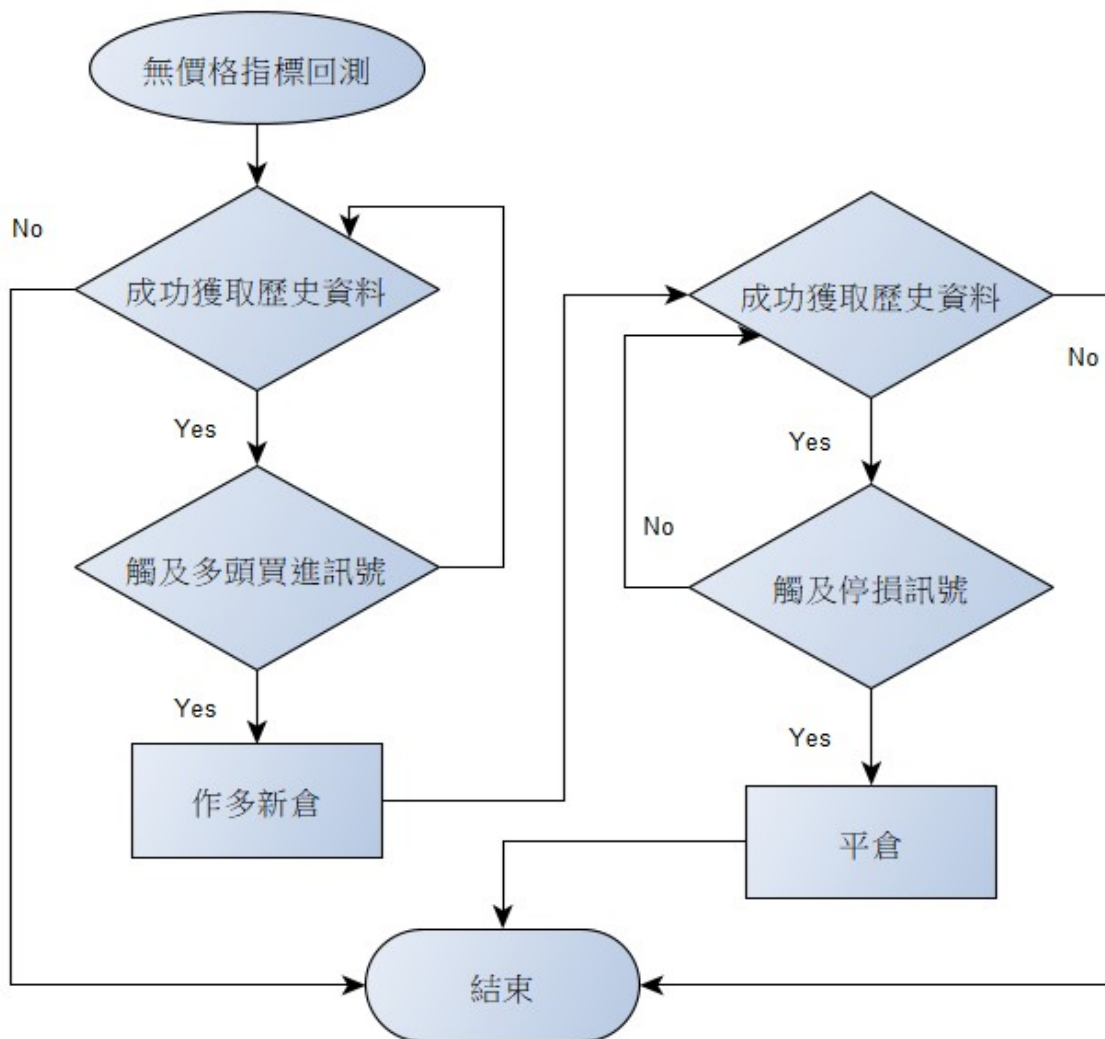 無價格指標回測
No
成功獲取歷史資料
Yes
觸及多頭買進訊號
Yes
作多新倉
成功獲取歷史資料
No
Yes
No
觸及停損訊號
Yes
平倉
結束